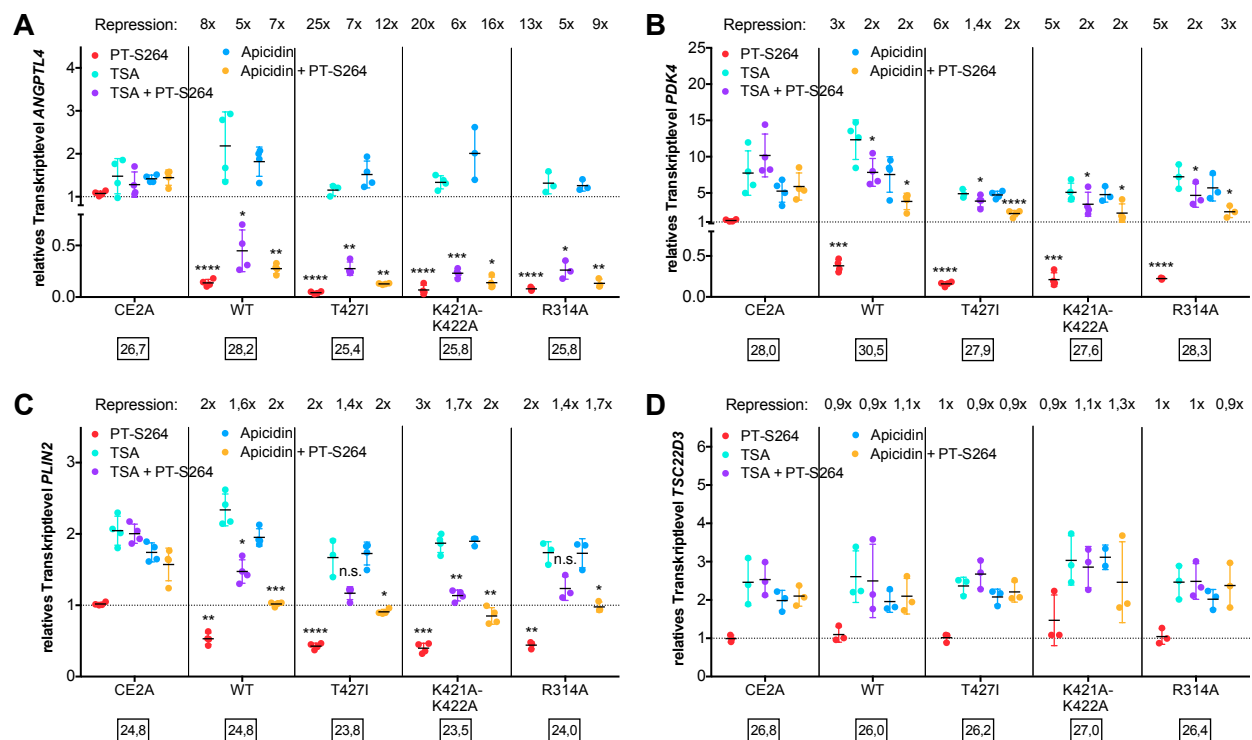 A
Repression: 8x 5x 7x 25x 7x 12x 20x 6x 16x 13x 5x 9x
relatives Transkriptlevel ANGPTL4
PT-S264
TSA
TSA + PT-S264
Apicidin
Apicidin + PT-S264
4
3
2
1
1
0.5
0.0
**** * ** **** ** ** **** *** * **** * **
CE2A WT T427I K421A- R314A
K422A
26,7 28,2 25,4 25,8 25,8
B
Repression: 3x 2x 2x 6x 1,4x 2x 5x 2x 2x 5x 2x 3x
relatives Transkriptlevel PDK4
PT-S264
TSA
TSA + PT-S264
Apicidin
Apicidin + PT-S264
25
20
15
10
5
1
1
0.5
0.0
*** * * **** * **** *** * * **** * *
CE2A WT T427I K421A- R314A
K422A
28,0 30,5 27,9 27,6 28,3
C
Repression: 2x 1,6x 2x 2x 1,4x 2x 3x 1,7x 2x 2x 1,4x 1,7x
relatives Transkriptlevel PLIN2
PT-S264
TSA
TSA + PT-S264
Apicidin
Apicidin + PT-S264
3
2
1
0
** * *** **** n.s. * *** ** ** ** n.s. *
CE2A WT T427I K421A- R314A
K422A
24,8 24,8 23,8 23,5 24,0
D
Repression: 0,9x 0,9x 1,1x 1x 0,9x 0,9x 0,9x 1,1x 1,3x 1x 1x 0,9x
relatives Transkriptlevel TSC22D3
PT-S264
TSA
TSA + PT-S264
Apicidin
Apicidin + PT-S264
6
5
4
3
2
1
0
CE2A WT T427I K421A- R314A
K422A
26,8 26,0 26,2 27,0 26,4